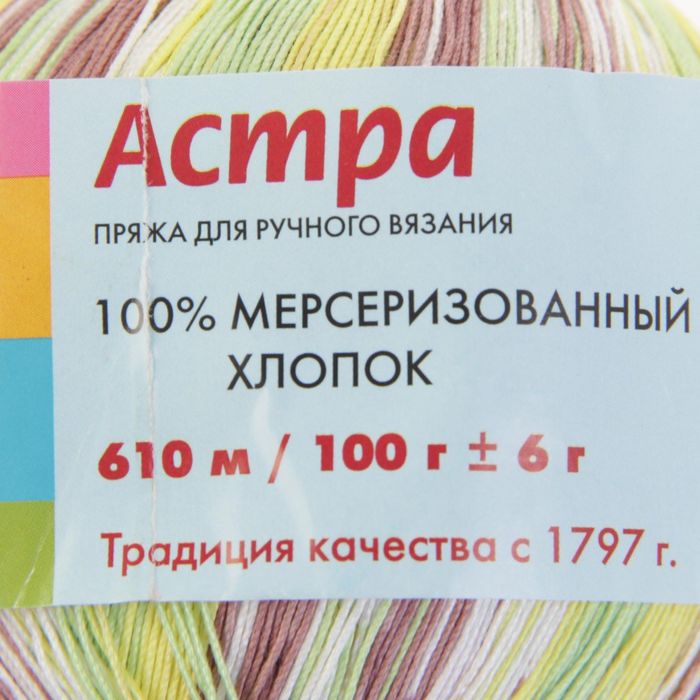 Астра
ПРЯЖА ДЛЯ РУЧНОГО ВЯЗАНИЯ
100% МЕРСЕРИЗОВАННЫЙ
ХЛОПОК
610 м / 100 г ± 6 г
Традиция качества с 1797 г.